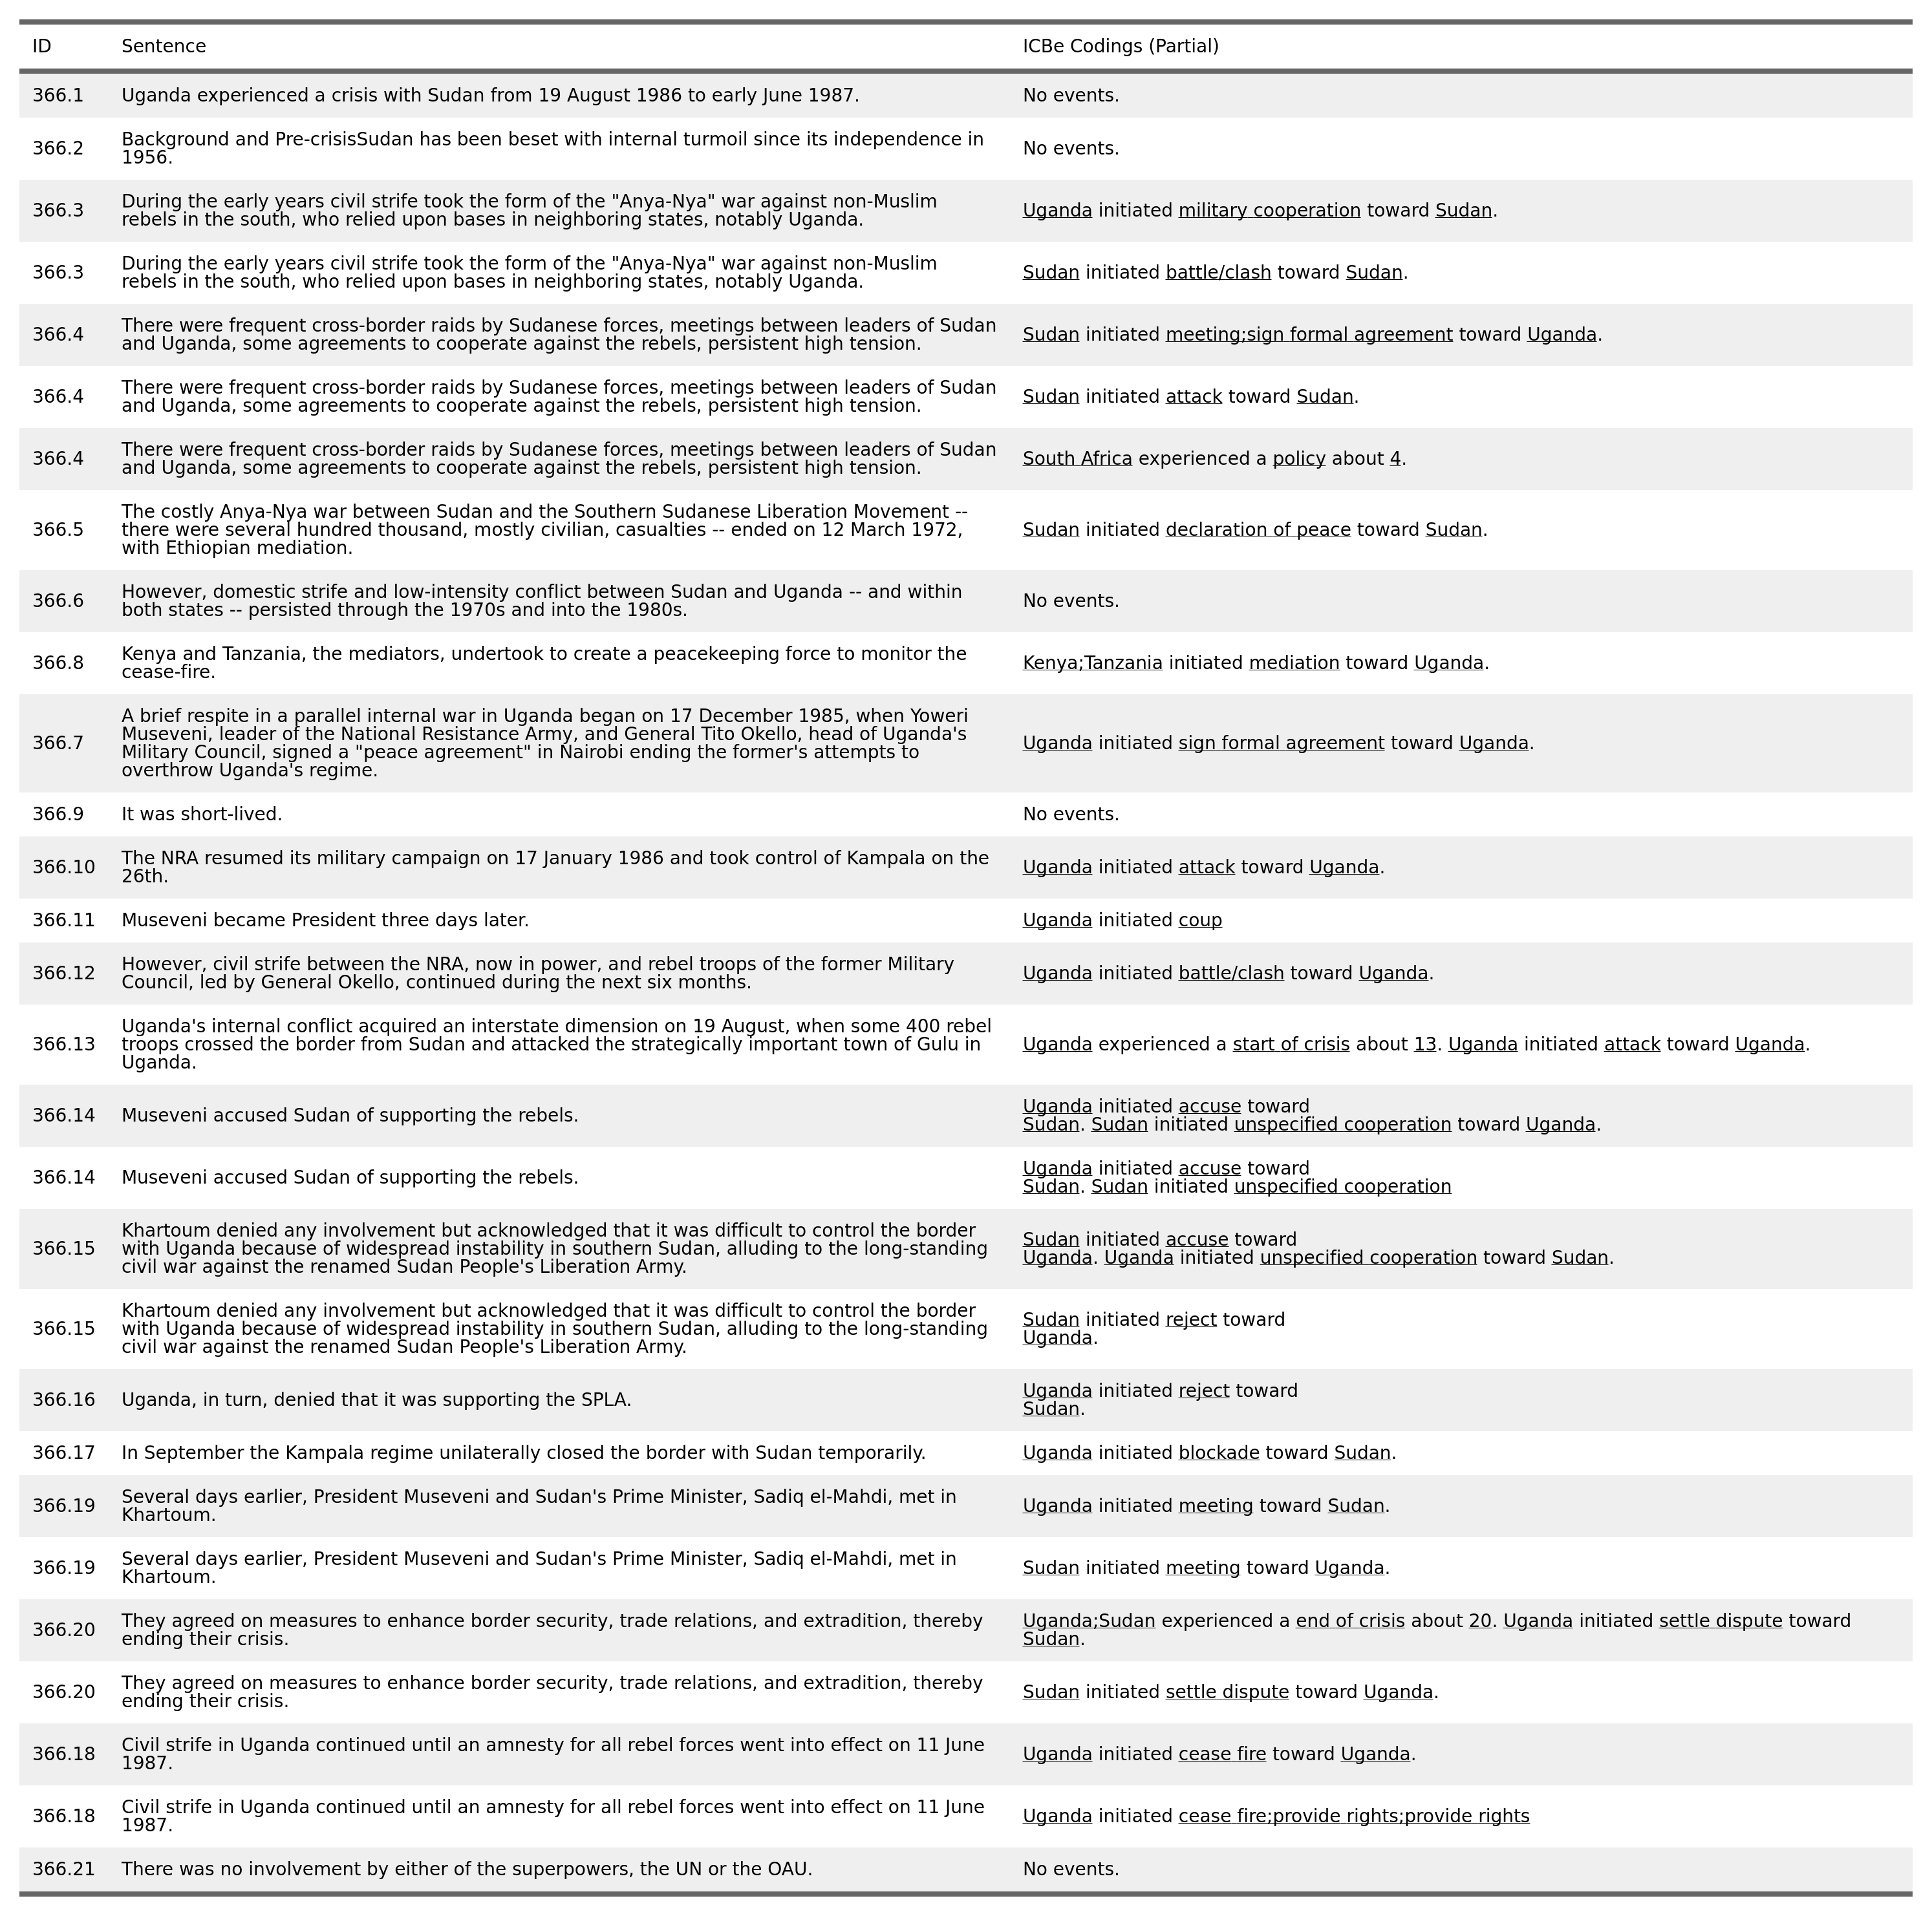 ID Sentence ICBe Codings (Partial)
366.1 Uganda experienced a crisis with Sudan from 19 August 1986 to early June 1987. No events.
366.2 Background and Pre-crisisSudan has been beset with internal turmoil since its independence in
1956. No events.
366.3 During the early years civil strife took the form of the "Anya-Nya" war against non-Muslim
rebels in the south, who relied upon bases in neighboring states, notably Uganda. Uganda initiated military cooperation toward Sudan.
366.3 During the early years civil strife took the form of the "Anya-Nya" war against non-Muslim
rebels in the south, who relied upon bases in neighboring states, notably Uganda. Sudan initiated battle/clash toward Sudan.
366.4 There were frequent cross-border raids by Sudanese forces, meetings between leaders of Sudan
and Uganda, some agreements to cooperate against the rebels, persistent high tension. Sudan initiated meeting;sign formal agreement toward Uganda.
366.4 There were frequent cross-border raids by Sudanese forces, meetings between leaders of Sudan
and Uganda, some agreements to cooperate against the rebels, persistent high tension. Sudan initiated attack toward Sudan.
366.4 There were frequent cross-border raids by Sudanese forces, meetings between leaders of Sudan
and Uganda, some agreements to cooperate against the rebels, persistent high tension. South Africa experienced a policy about 4.
366.5 The costly Anya-Nya war between Sudan and the Southern Sudanese Liberation Movement --
there were several hundred thousand, mostly civilian, casualties -- ended on 12 March 1972,
with Ethiopian mediation. Sudan initiated declaration of peace toward Sudan.
366.6 However, domestic strife and low-intensity conflict between Sudan and Uganda -- and within
both states -- persisted through the 1970s and into the 1980s. No events.
366.8 Kenya and Tanzania, the mediators, undertook to create a peacekeeping force to monitor the
cease-fire. Kenya;Tanzania initiated mediation toward Uganda.
366.7 A brief respite in a parallel internal war in Uganda began on 17 December 1985, when Yoweri
Museveni, leader of the National Resistance Army, and General Tito Okello, head of Uganda's
Military Council, signed a "peace agreement" in Nairobi ending the former's attempts to
overthrow Uganda's regime. Uganda initiated sign formal agreement toward Uganda.
366.9 It was short-lived. No events.
366.10 The NRA resumed its military campaign on 17 January 1986 and took control of Kampala on the
26th. Uganda initiated attack toward Uganda.
366.11 Museveni became President three days later. Uganda initiated coup
366.12 However, civil strife between the NRA, now in power, and rebel troops of the former Military
Council, led by General Okello, continued during the next six months. Uganda initiated battle/clash toward Uganda.
366.13 Uganda's internal conflict acquired an interstate dimension on 19 August, when some 400 rebel
troops crossed the border from Sudan and attacked the strategically important town of Gulu in
Uganda. Uganda experienced a start of crisis about 13. Uganda initiated attack toward Uganda.
366.14 Museveni accused Sudan of supporting the rebels. Uganda initiated accuse toward
Sudan. Sudan initiated unspecified cooperation toward Uganda.
366.14 Museveni accused Sudan of supporting the rebels. Uganda initiated accuse toward
Sudan. Sudan initiated unspecified cooperation
366.15 Khartoum denied any involvement but acknowledged that it was difficult to control the border
with Uganda because of widespread instability in southern Sudan, alluding to the long-standing
civil war against the renamed Sudan People's Liberation Army. Sudan initiated accuse toward
Uganda. Uganda initiated unspecified cooperation toward Sudan.
366.15 Khartoum denied any involvement but acknowledged that it was difficult to control the border
with Uganda because of widespread instability in southern Sudan, alluding to the long-standing
civil war against the renamed Sudan People's Liberation Army. Sudan initiated reject toward
Uganda.
366.16 Uganda, in turn, denied that it was supporting the SPLA. Uganda initiated reject toward
Sudan.
366.17 In September the Kampala regime unilaterally closed the border with Sudan temporarily. Uganda initiated blockade toward Sudan.
366.19 Several days earlier, President Museveni and Sudan's Prime Minister, Sadiq el-Mahdi, met in
Khartoum. Uganda initiated meeting toward Sudan.
366.19 Several days earlier, President Museveni and Sudan's Prime Minister, Sadiq el-Mahdi, met in
Khartoum. Sudan initiated meeting toward Uganda.
366.20 They agreed on measures to enhance border security, trade relations, and extradition, thereby
ending their crisis. Uganda;Sudan experienced a end of crisis about 20. Uganda initiated settle dispute toward
Sudan.
366.20 They agreed on measures to enhance border security, trade relations, and extradition, thereby
ending their crisis. Sudan initiated settle dispute toward Uganda.
366.18 Civil strife in Uganda continued until an amnesty for all rebel forces went into effect on 11 June
1987. Uganda initiated cease fire toward Uganda.
366.18 Civil strife in Uganda continued until an amnesty for all rebel forces went into effect on 11 June
1987. Uganda initiated cease fire;provide rights;provide rights
366.21 There was no involvement by either of the superpowers, the UN or the OAU. No events.